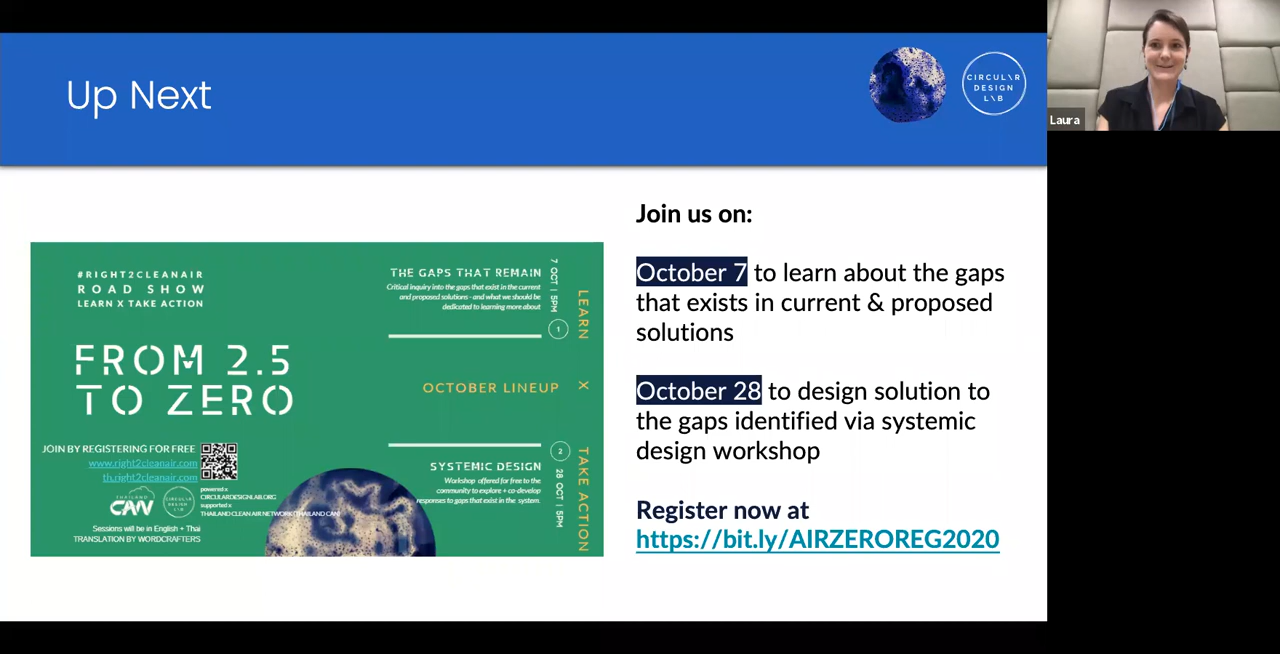 Up Next
CIRCUL\R
DESIGN
L\B
Laura
#RIGHT2CLEANAIR
ROAD SHOW
LEARN X TAKE ACTION
FROM 2.5
TO ZERO
JOIN BY REGISTERING FOR FREE
www.right2cleanair.com
th.right2cleanair.com
THAILAND
CAN
CIRCUL\R
DESIGN
L\B
powered x
CIRCULARDESIGNLAB.ORG
supported x
THAILAND CLEAN AIR NETWORK (THAILAND CAN)
Sessions will be in English + Thai
TRANSLATION BY WORDCRAFTERS
THE GAPS THAT REMAIN
Critical inquiry into the gaps that exist in the current
and proposed solutions - and what we should be
dedicated to learning more about
7 OCT | 5PM
1
LEARN
OCTOBER LINEUP
X
2
SYSTEMIC DESIGN
Workshop offered for free to the
community to explore + co-develop
responses to gaps that exist in the system.
28 OCT | 5PM
TAKE ACTION
Join us on:
October 7 to learn about the gaps
that exists in current & proposed
solutions
October 28 to design solution to
the gaps identified via systemic
design workshop
Register now at
https://bit.ly/AIRZEROREG2020